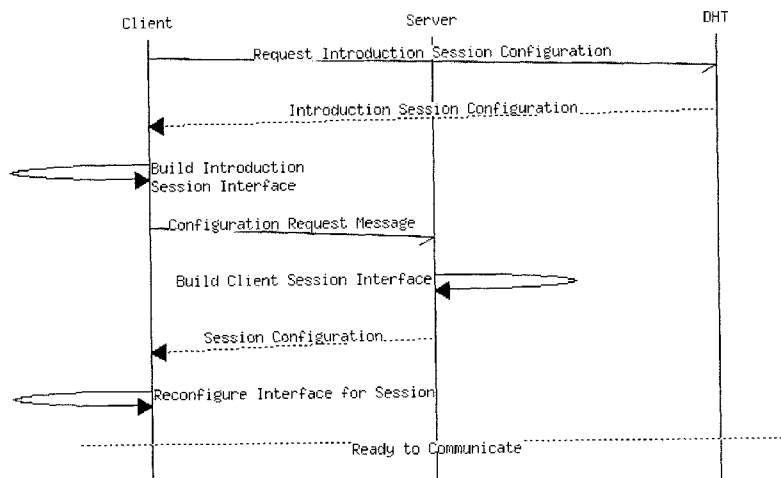 Client Server DHT
Request Introduction Session Configuration
Introduction Session Configuration
Build Introduction
Session Interface
Configuration Request Message
Build Client Session Interface
Session Configuration
Reconfigure Interface for Session
Ready to Communicate